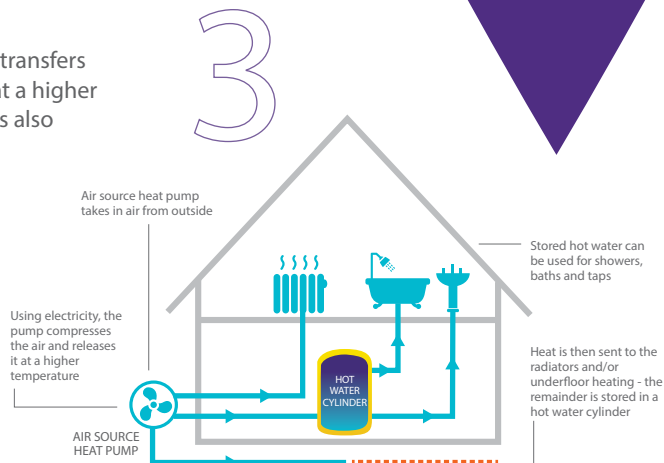 transfers
at a higher
s also
3
Air source heat pump
takes in air from outside
Stored hot water can
be used for showers,
baths and taps
Using electricity, the
pump compresses
the air and releases
it at a higher
temperature
Heat is then sent to the
radiators and/or
underfloor heating - the
remainder is stored in a
hot water cylinder
HOT
WATER
CYLINDER
AIR SOURCE
HEAT PUMP